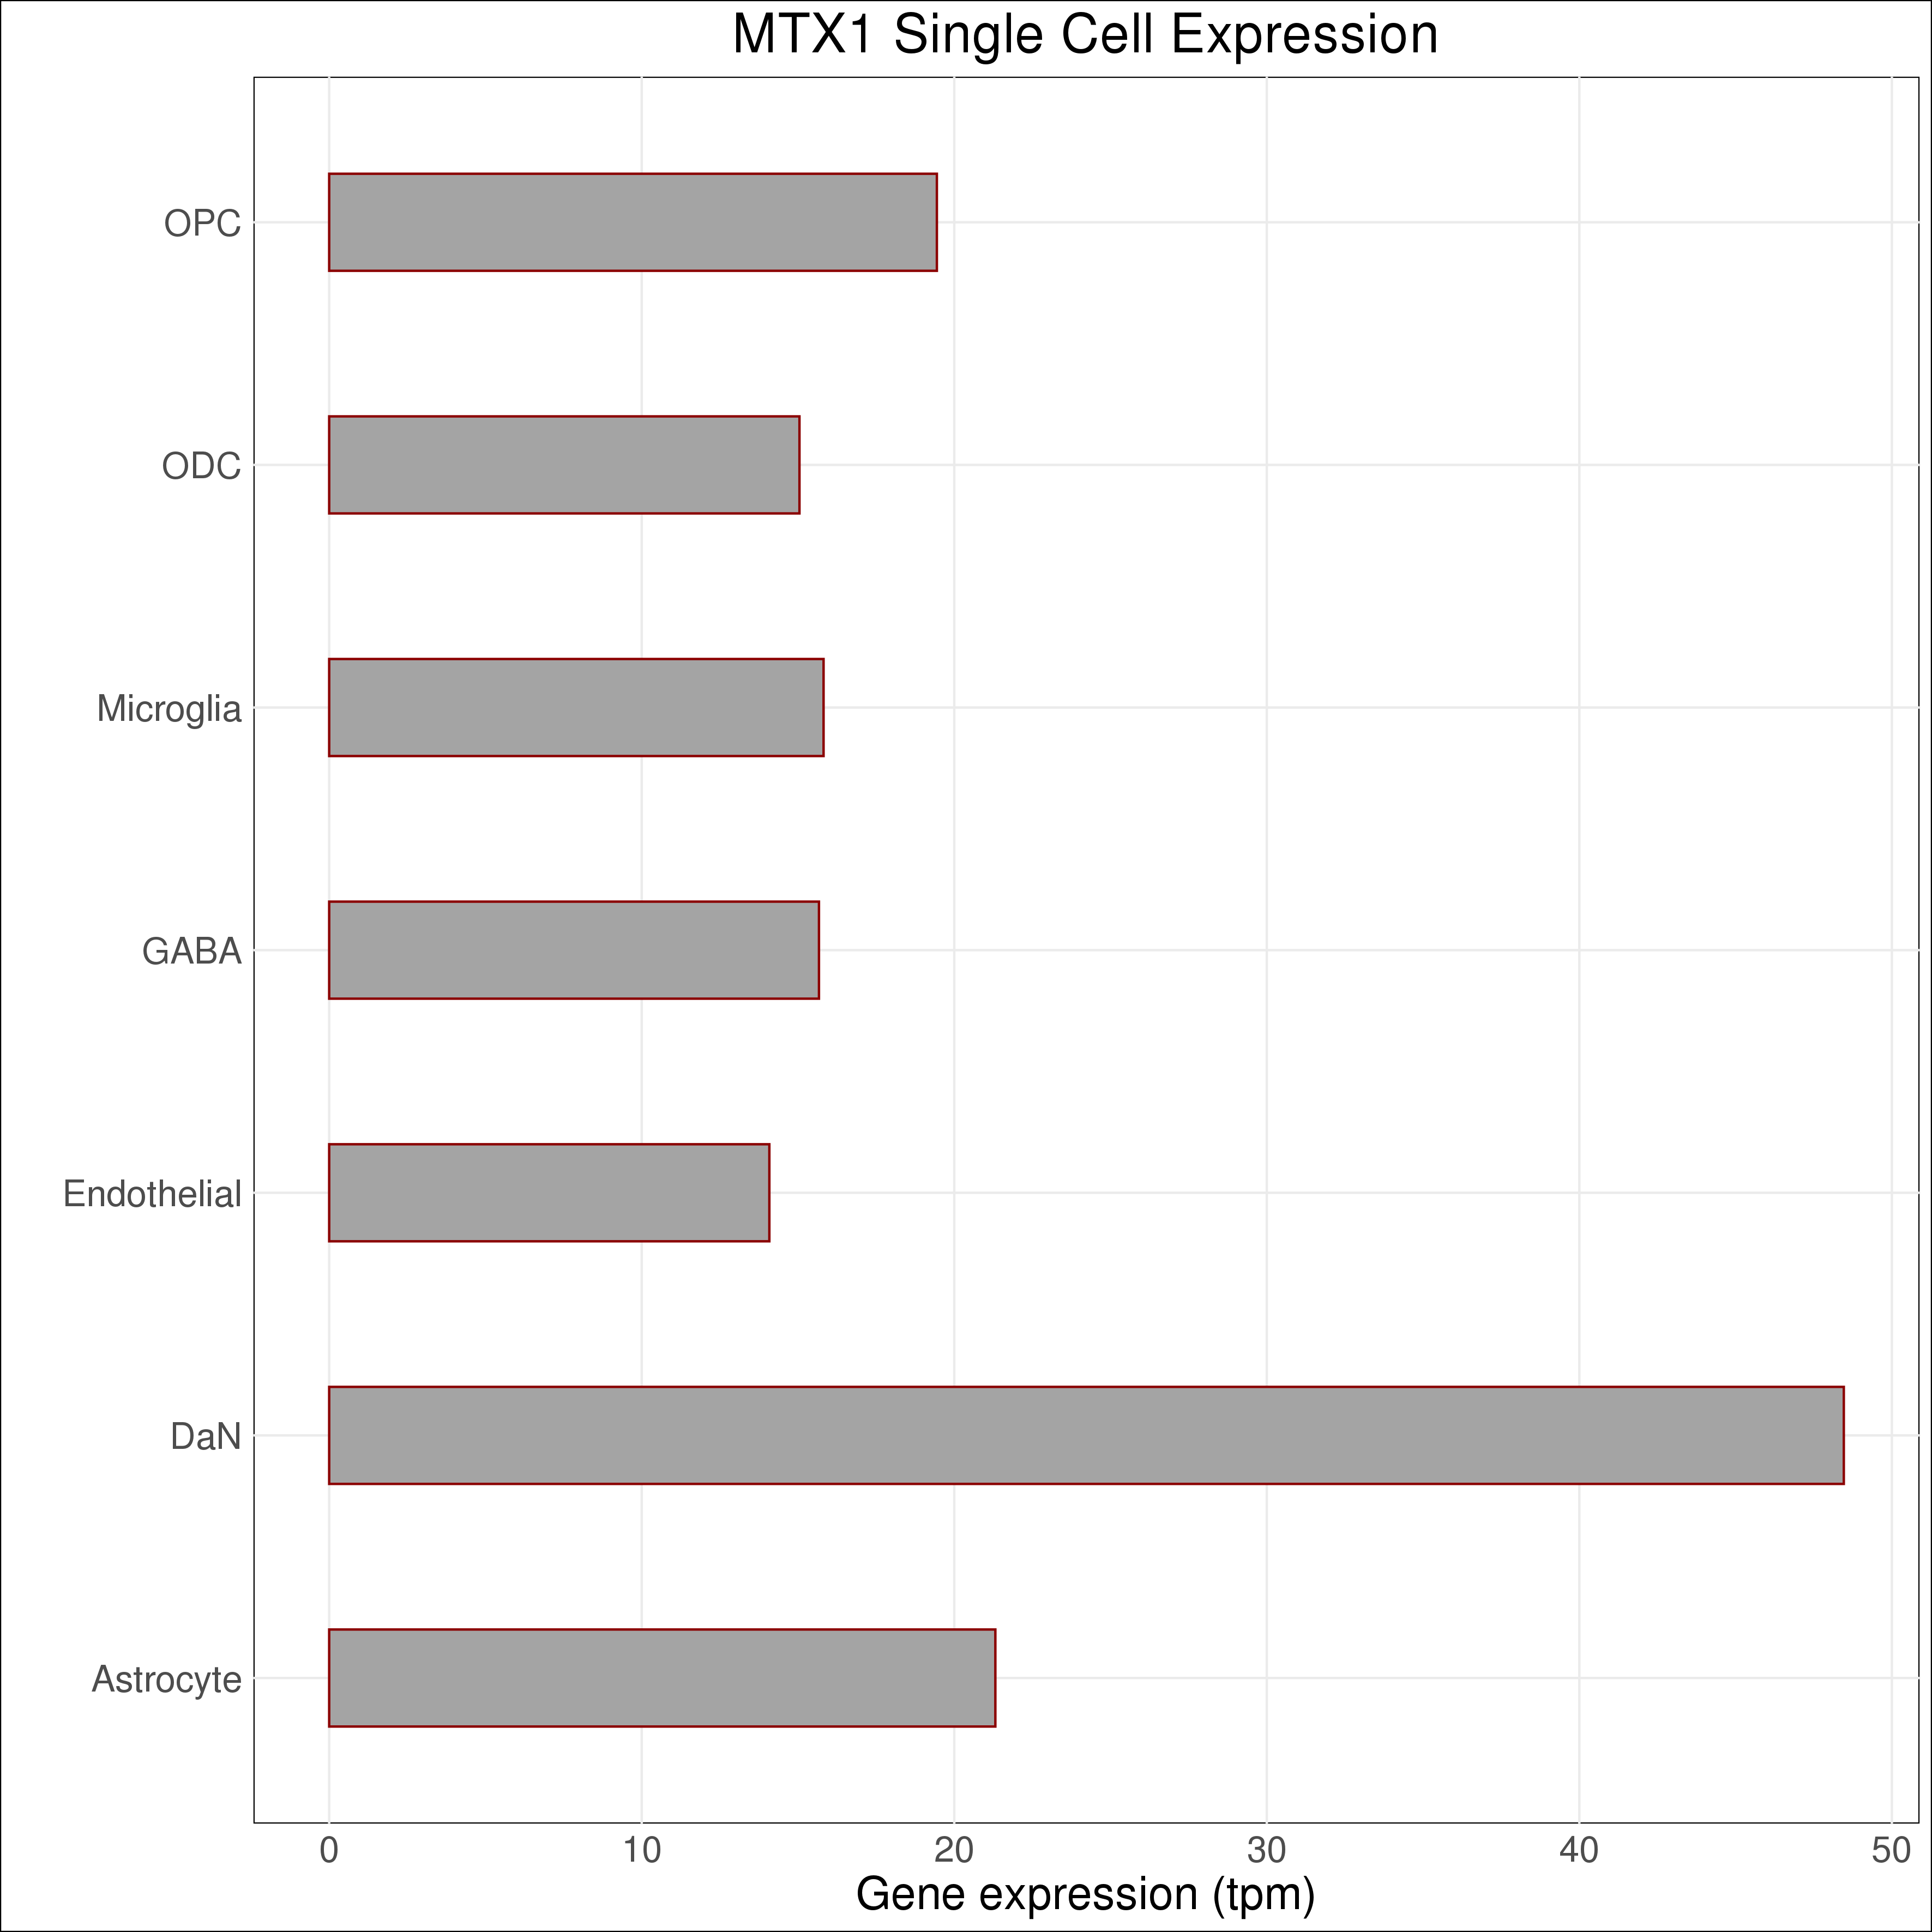 MTX1 Single Cell Expression
OPC
ODC
Microglia
GABA
Endothelial
DaN
Astrocyte
0 10 20 30 40 50
Gene expression (tpm)